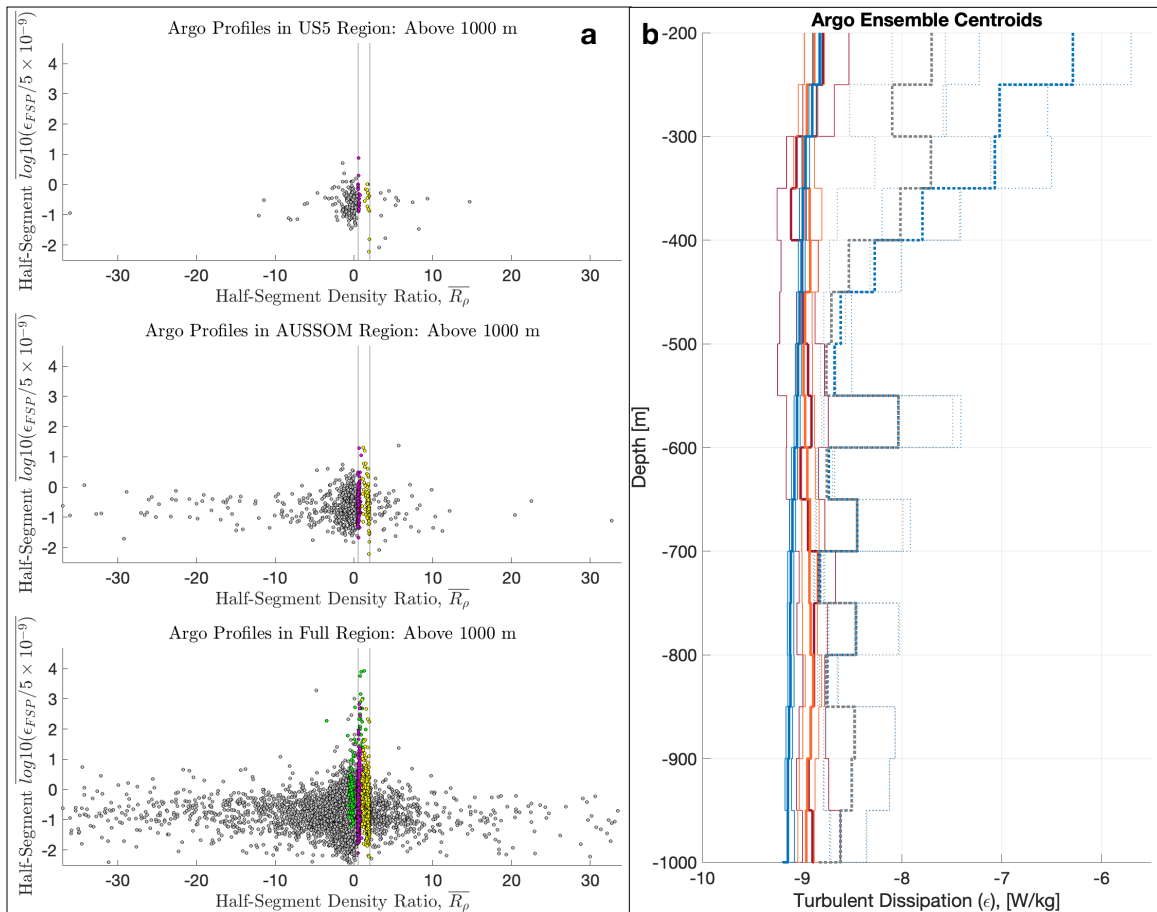 a
Argo Profiles in US5 Region: Above 1000 m
Half-Segment log10(ϵFSP/5 × 10−9)
4
3
2
1
0
-1
-2
-30 -20 -10 0 10 20 30
Half-Segment Density Ratio, Rρ
Argo Profiles in AUSSOM Region: Above 1000 m
Half-Segment log10(ϵFSP/5 × 10−9)
4
3
2
1
0
-1
-2
-30 -20 -10 0 10 20 30
Half-Segment Density Ratio, Rρ
Argo Profiles in Full Region: Above 1000 m
Half-Segment log10(ϵFSP/5 × 10−9)
4
3
2
1
0
-1
-2
-30 -20 -10 0 10 20 30
Half-Segment Density Ratio, Rρ
b
Argo Ensemble Centroids
Depth [m]
-200
-300
-400
-500
-600
-700
-800
-900
-1000
-10 -9 -8 -7 -6
Turbulent Dissipation (ϵ), [W/kg]